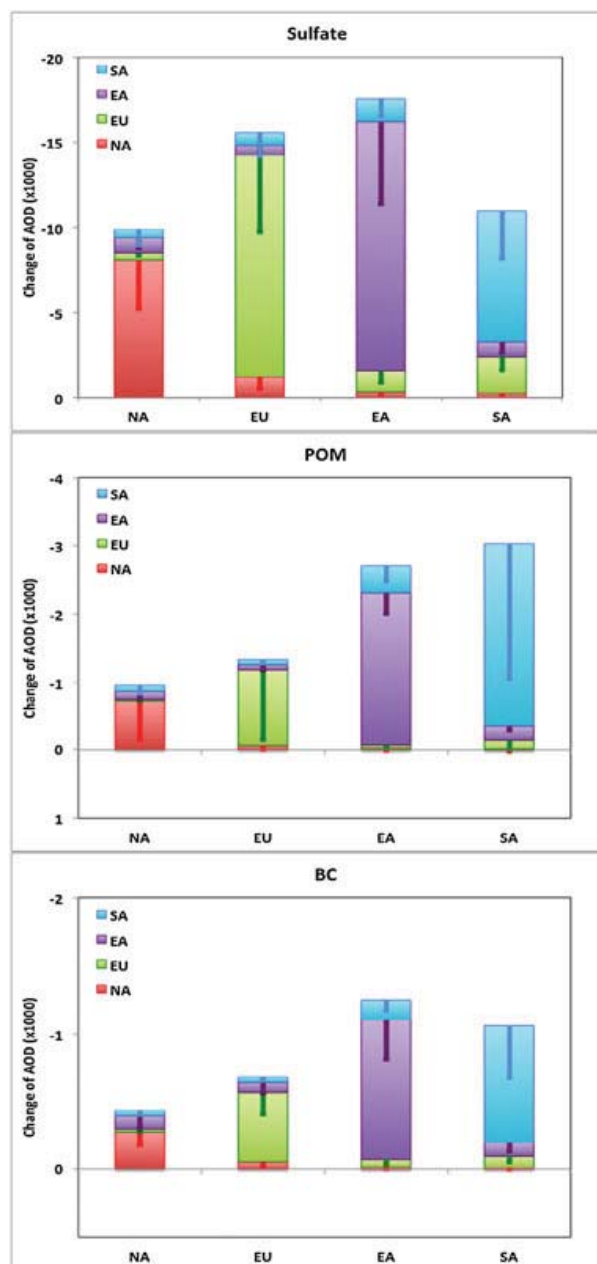 Sulfate
-20
-15
-10
-5
0
Change of AOD (x1000)
SA
EA
EU
NA
NA EU EA SA
POM
-4
-3
-2
-1
0
1
Change of AOD (x1000)
SA
EA
EU
NA
NA EU EA SA
BC
-2
-1
0
Change of AOD (x1000)
SA
EA
EU
NA
NA EU EA SA